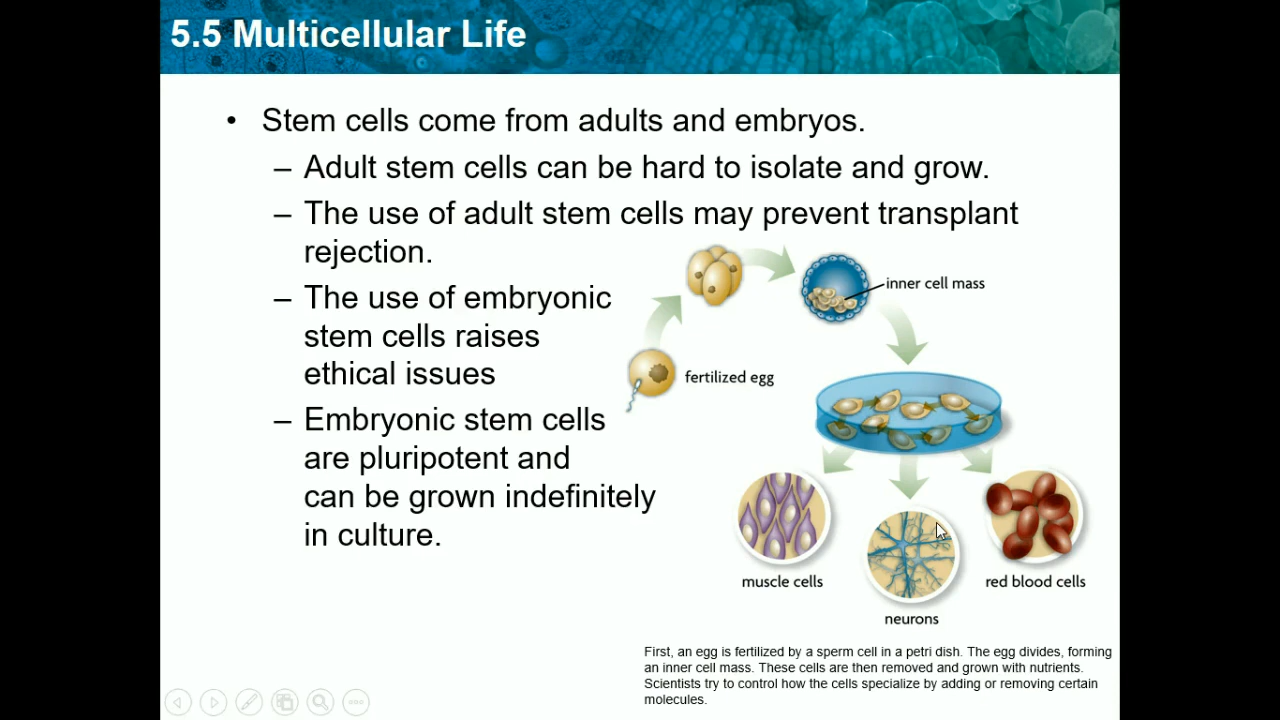 5.5 Multicellular Life
• Stem cells come from adults and embryos.
– Adult stem cells can be hard to isolate and grow.
– The use of adult stem cells may prevent transplant
rejection.
– The use of embryonic
stem cells raises
ethical issues
– Embryonic stem cells
are pluripotent and
can be grown indefinitely
in culture.
inner cell mass
fertilized egg
muscle cells
neurons
red blood cells
First, an egg is fertilized by a sperm cell in a petri dish. The egg divides, forming
an inner cell mass. These cells are then removed and grown with nutrients.
Scientists try to control how the cells specialize by adding or removing certain
molecules.